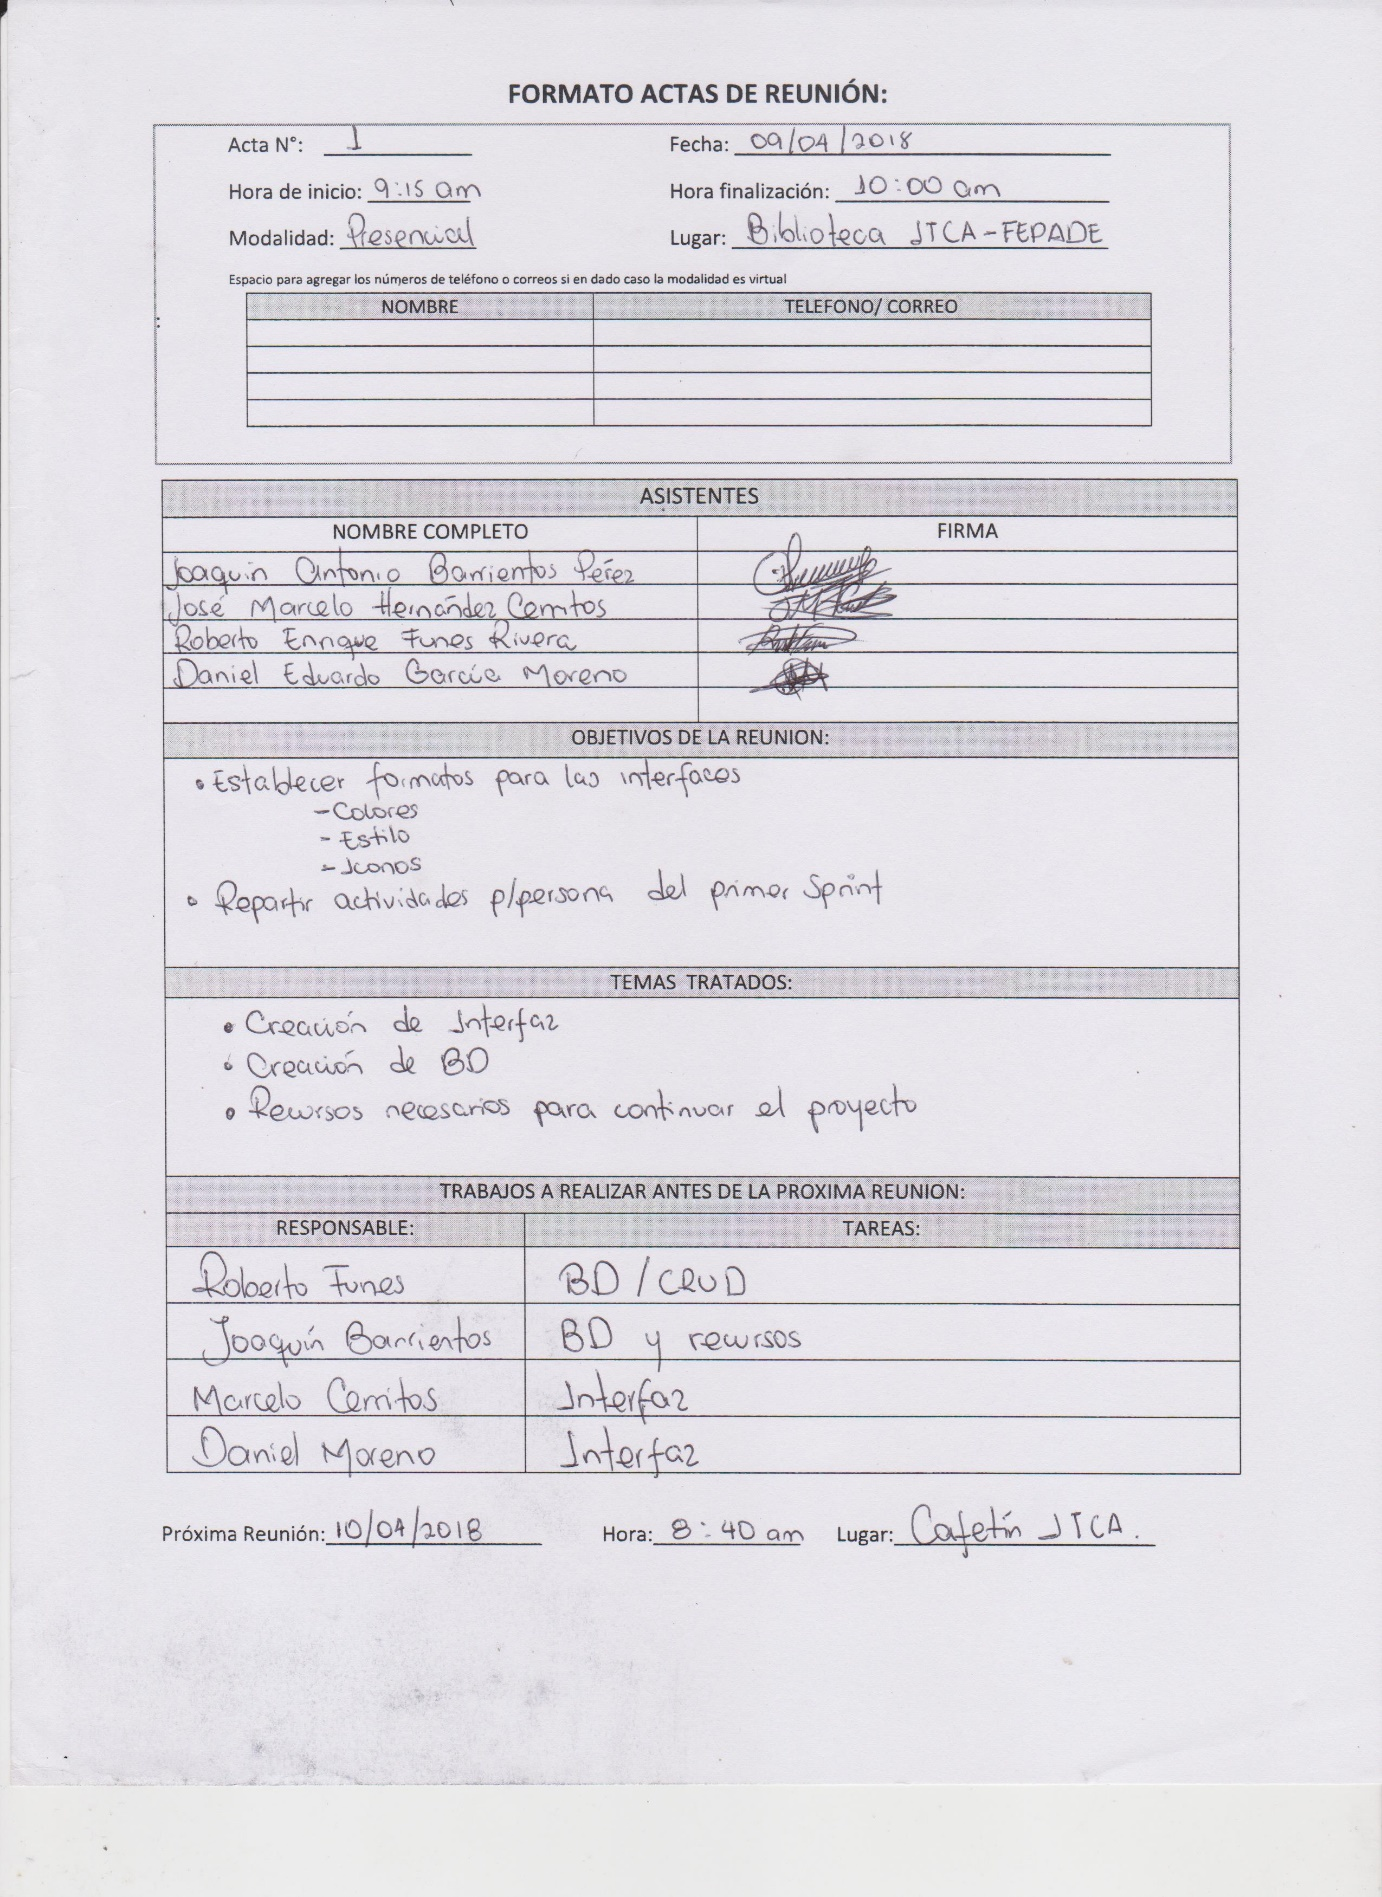 FORMATO ACTAS DE REUNIÓN:
Acta N°: 1 Fecha: 09/04/2018
Hora de inicio: 9:15 am Hora finalización: 10:00 am
Modalidad: Presencial Lugar: Biblioteca ITCA-FEPADE
Espacio para agregar los números de teléfono o correos si en dado caso la modalidad es virtual
NOMBRE TELEFONO/ CORREO
:
ASISTENTES
NOMBRE COMPLETO FIRMA
Joaquin Antonio Barrientos Pérez
José Marcelo Hernández Cerritos
Roberto Enrique Funes Rivera
Daniel Eduardo García Moreno
OBJETIVOS DE LA REUNION:
• Establecer formatos para las interfaces
- Colores
- Estilo
- Iconos
• Repartir actividades p/persona del primer Sprint
TEMAS TRATADOS:
• Creación de Interfaz
• Creación de BD
• Recursos necesarios para continuar el proyecto
TRABAJOS A REALIZAR ANTES DE LA PROXIMA REUNION:
RESPONSABLE: TAREAS:
Roberto Funes BD / CRUD
Joaquín Barrientos BD y recursos
Marcelo Cerritos Interfaz
Daniel Moreno Interfaz
Próxima Reunión: 10/04/2018 Hora: 8:40 am Lugar: Cafetín ITCA.